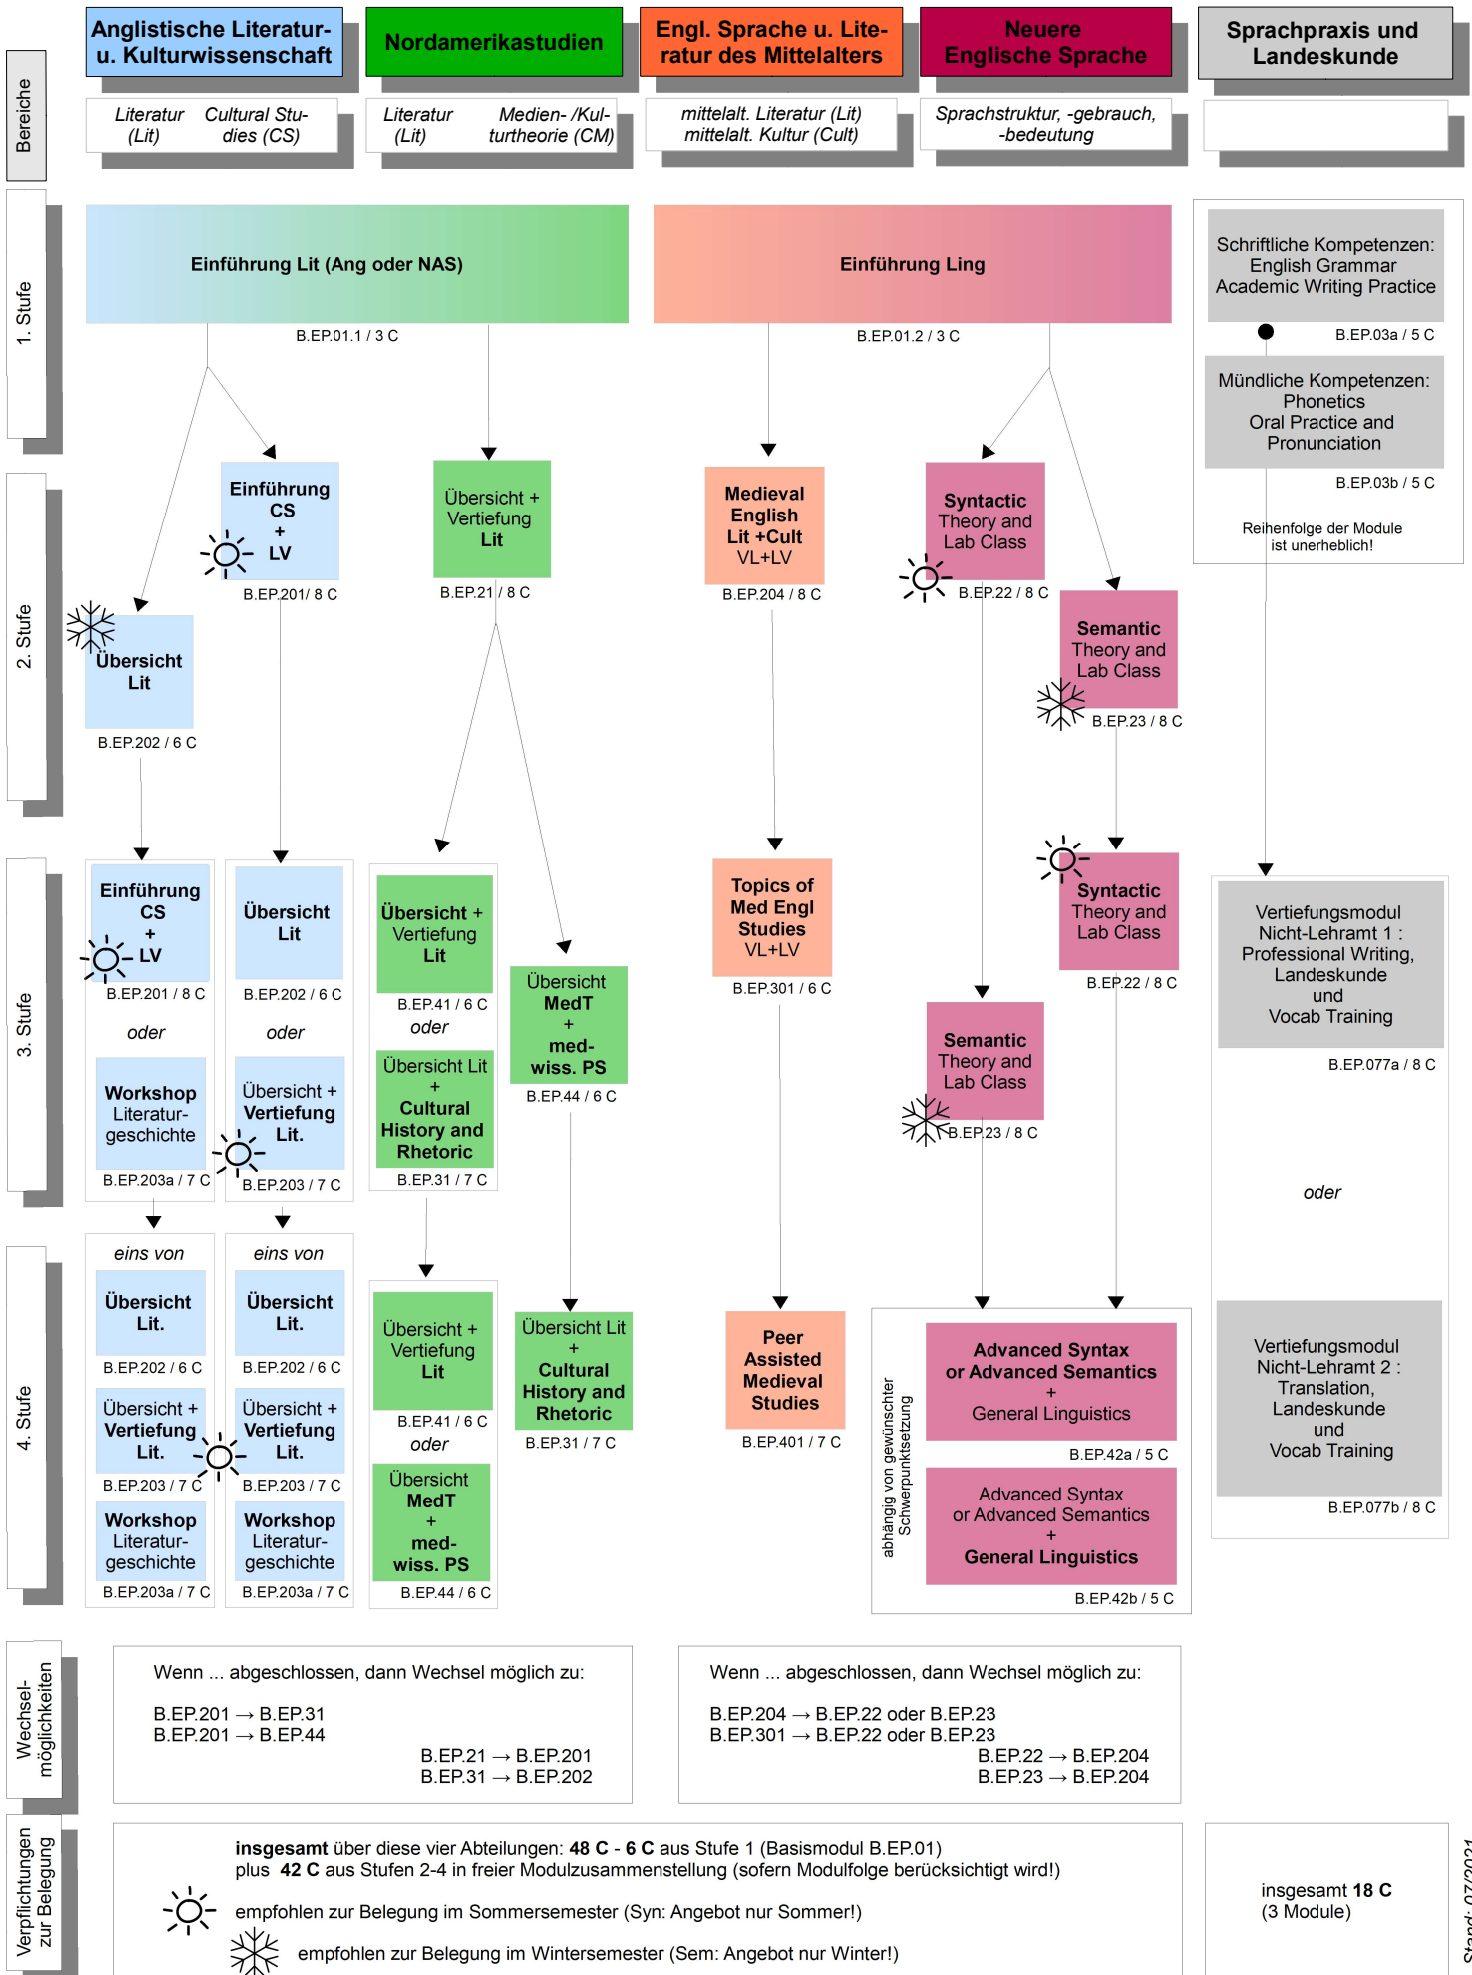 Anglistische Literatur-
u. Kulturwissenschaft
Nordamerikastudien
Engl. Sprache u. Lite-
ratur des Mittelalters
Neuere
Englische Sprache
Sprachpraxis und
Landeskunde
Bereiche
Literatur
(Lit)
Cultural Stu-
dies (CS)
Literatur
(Lit)
Medien- /Kul-
turtheorie (CM)
mittelalt. Literatur (Lit)
mittelalt. Kultur (Cult)
Sprachstruktur, -gebrauch,
-bedeutung
1. Stufe
Einführung Lit (Ang oder NAS)
B.EP.01.1 / 3 C
Einführung Ling
B.EP.01.2 / 3 C
Schriftliche Kompetenzen:
English Grammar
Academic Writing Practice
B.EP.03a / 5 C
Mündliche Kompetenzen:
Phonetics
Oral Practice and
Pronunciation
B.EP.03b / 5 C
Reihenfolge der Module
ist unerheblich!
2. Stufe
Einführung
CS
+
LV
B.EP.201/ 8 C
Übersicht
Lit
B.EP.202 / 6 C
Übersicht +
Vertiefung
Lit
B.EP.21 / 8 C
Medieval
English
Lit +Cult
VL+LV
B.EP.204 / 8 C
Syntactic
Theory and
Lab Class
B.EP.22 / 8 C
Semantic
Theory and
Lab Class
B.EP.23 / 8 C
3. Stufe
Einführung
CS
+
LV
B.EP.201 / 8 C
oder
Workshop
Literatur-
geschichte
B.EP.203a / 7 C
Übersicht
Lit
B.EP.202 / 6 C
oder
Übersicht +
Vertiefung
Lit.
B.EP.203 / 7 C
Übersicht +
Vertiefung
Lit
B.EP.41 / 6 C
oder
Übersicht Lit
+
Cultural
History and
Rhetoric
B.EP.31 / 7 C
Übersicht
MedT
+
med-
wiss. PS
B.EP.44 / 6 C
Topics of
Med Engl
Studies
VL+LV
B.EP.301 / 6 C
Semantic
Theory and
Lab Class
B.EP.23 / 8 C
Syntactic
Theory and
Lab Class
B.EP.22 / 8 C
Vertiefungsmodul
Nicht-Lehramt 1 :
Professional Writing,
Landeskunde
und
Vocab Training
B.EP.077a / 8 C
oder
4. Stufe
eins von
Übersicht
Lit.
B.EP.202 / 6 C
Übersicht +
Vertiefung
Lit.
B.EP.203 / 7 C
Workshop
Literatur-
geschichte
B.EP.203a / 7 C
eins von
Übersicht
Lit.
B.EP.202 / 6 C
Übersicht +
Vertiefung
Lit.
B.EP.203 / 7 C
Workshop
Literatur-
geschichte
B.EP.203a / 7 C
Übersicht +
Vertiefung
Lit
B.EP.41 / 6 C
oder
Übersicht
MedT
+
med-
wiss. PS
B.EP.44 / 6 C
Übersicht Lit
+
Cultural
History and
Rhetoric
B.EP.31 / 7 C
Peer
Assisted
Medieval
Studies
B.EP.401 / 7 C
abhängig von gewünschter
Schwerpunktsetzung
Advanced Syntax
or Advanced Semantics
+
General Linguistics
B.EP.42a / 5 C
Advanced Syntax
or Advanced Semantics
+
General Linguistics
B.EP.42b / 5 C
Vertiefungsmodul
Nicht-Lehramt 2 :
Translation,
Landeskunde
und
Vocab Training
B.EP.077b / 8 C
Wechsel-
möglichkeiten
Wenn ... abgeschlossen, dann Wechsel möglich zu:
B.EP.201 → B.EP.31
B.EP.201 → B.EP.44
B.EP.21 → B.EP.201
B.EP.31 → B.EP.202
Wenn ... abgeschlossen, dann Wechsel möglich zu:
B.EP.204 → B.EP.22 oder B.EP.23
B.EP.301 → B.EP.22 oder B.EP.23
B.EP.22 → B.EP.204
B.EP.23 → B.EP.204
Verpflichtungen
zur Belegung
insgesamt über diese vier Abteilungen: 48 C - 6 C aus Stufe 1 (Basismodul B.EP.01)
plus 42 C aus Stufen 2-4 in freier Modulzusammenstellung (sofern Modulfolge berücksichtigt wird!)
empfohlen zur Belegung im Sommersemester (Syn: Angebot nur Sommer!)
empfohlen zur Belegung im Wintersemester (Sem: Angebot nur Winter!)
insgesamt 18 C
(3 Module)
Stand: 07/2021